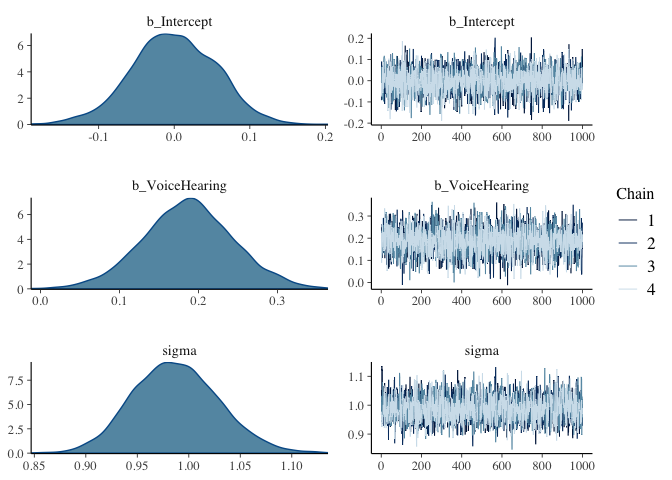 b_Intercept
6
4
2
0
-0.1 0.0 0.1 0.2
b_Intercept
0.2
0.1
0.0
-0.1
-0.2
0 200 400 600 800 1000
b_VoiceHearing
6
4
2
0
0.0 0.1 0.2 0.3
b_VoiceHearing
0.3
0.2
0.1
0.0
0 200 400 600 800 1000
Chain
1
2
3
4
sigma
7.5
5.0
2.5
0.0
0.85 0.90 0.95 1.00 1.05 1.10
sigma
1.1
1.0
0.9
0 200 400 600 800 1000